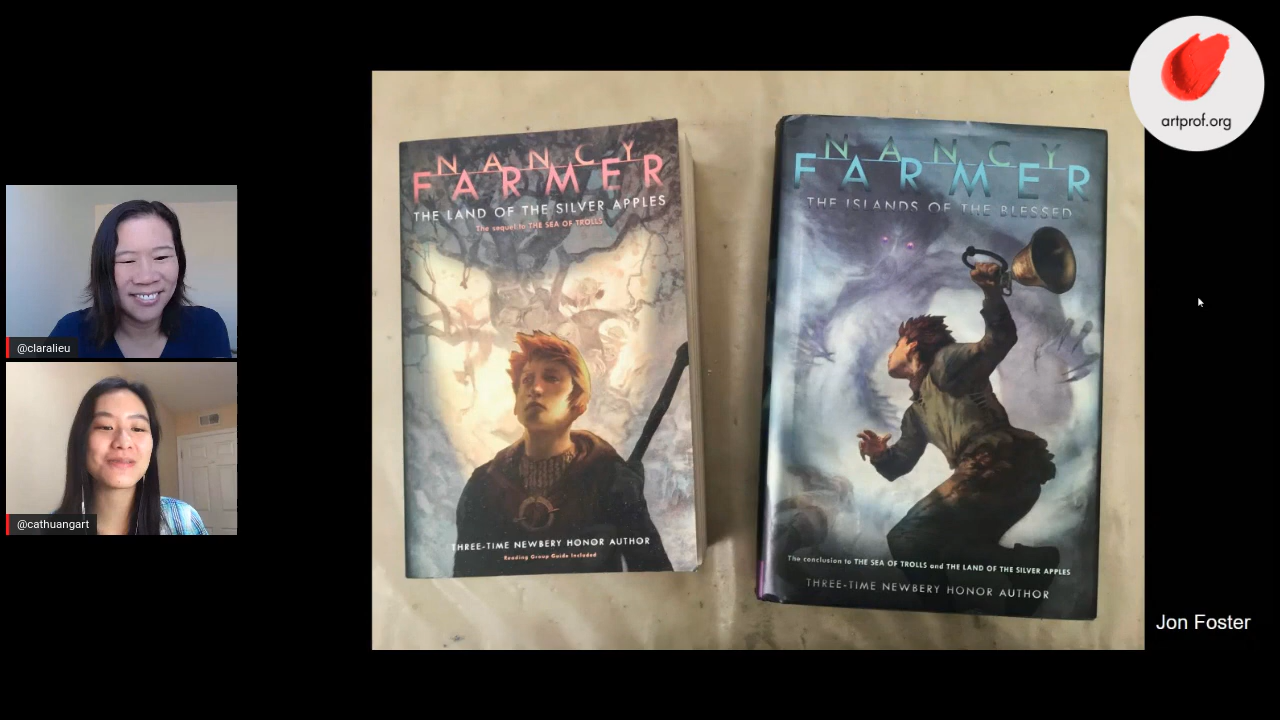 artprof.org
@claralieu
@cathuangart
NANCY
FARMER
THE LAND OF THE SILVER APPLES
The sequel to THE SEA OF TROLLS
THREE-TIME NEWBERY HONOR AUTHOR
Reading Group Guide Included
NANCY
FARMER
THE ISLANDS OF THE BLESSED
The conclusion to THE SEA OF TROLLS and THE LAND OF THE SILVER APPLES
THREE-TIME NEWBERY HONOR AUTHOR
Jon Foster